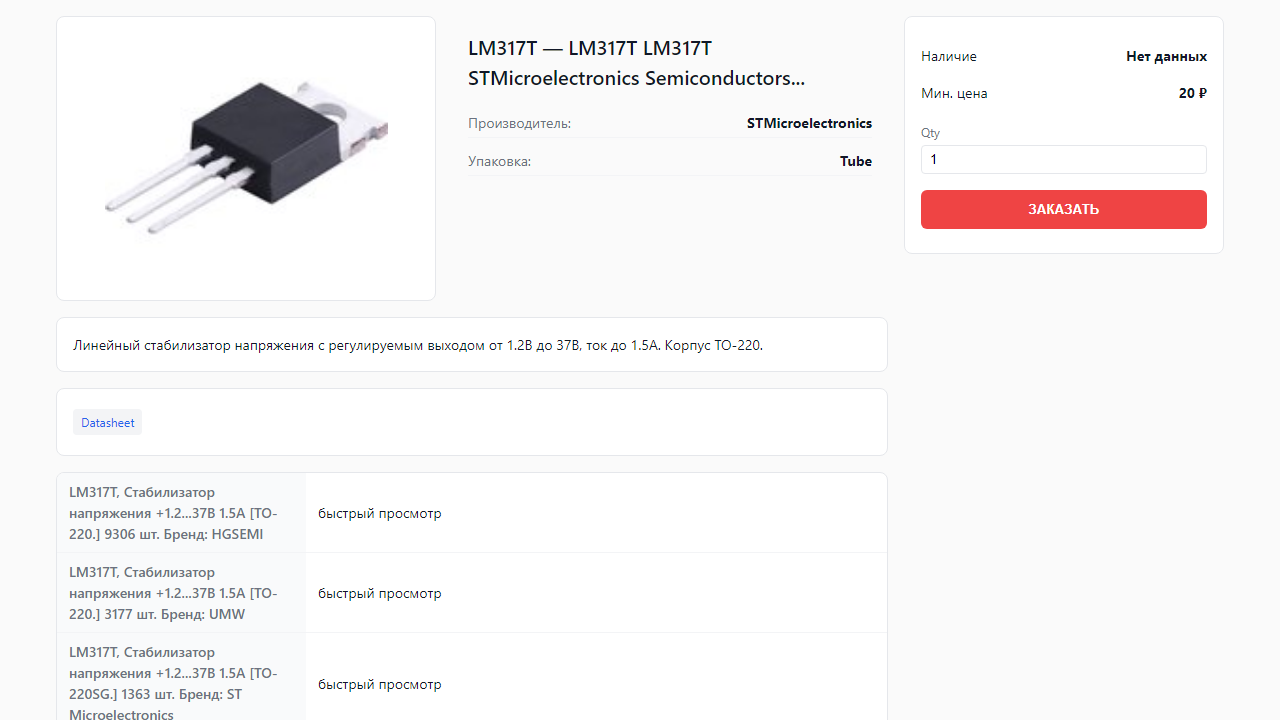 LM317T — LM317T LM317T
STMicroelectronics Semiconductors...
Производитель: STMicroelectronics
Упаковка: Tube
Наличие Нет данных
Мин. цена 20 ₽
Qty
1
ЗАКАЗАТЬ
Линейный стабилизатор напряжения с регулируемым выходом от 1.2В до 37В, ток до 1.5А. Корпус TO-220.
Datasheet
LM317T, Стабилизатор
напряжения +1.2...37В 1.5А [TO-
220.] 9306 шт. Бренд: HGSEMI
быстрый просмотр
LM317T, Стабилизатор
напряжения +1.2...37В 1.5А [TO-
220.] 3177 шт. Бренд: UMW
быстрый просмотр
LM317T, Стабилизатор
напряжения +1.2...37В 1.5А [TO-
220SG.] 1363 шт. Бренд: ST
Microelectronics
быстрый просмотр